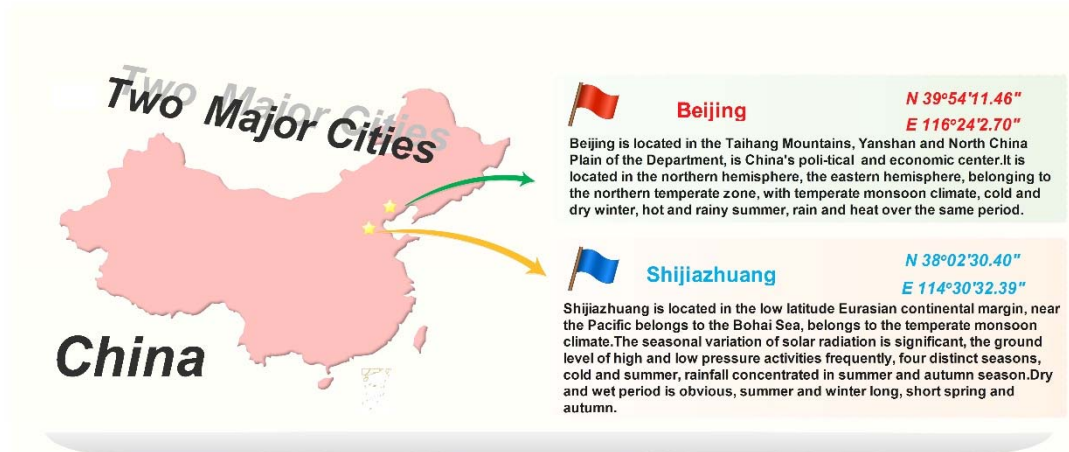 Two Major Cities
Two Major Cities
China
Beijing
N 39°54'11.46"
E 116°24'2.70"
Beijing is located in the Taihang Mountains, Yanshan and North China
Plain of the Department, is China's poli-tical and economic center.It is
located in the northern hemisphere, the eastern hemisphere, belonging to
the northern temperate zone, with temperate monsoon climate, cold and
dry winter, hot and rainy summer, rain and heat over the same period.
Shijiazhuang
N 38°02'30.40"
E 114°30'32.39"
Shijiazhuang is located in the low latitude Eurasian continental margin, near
the Pacific belongs to the Bohai Sea, belongs to the temperate monsoon
climate.The seasonal variation of solar radiation is significant, the ground
level of high and low pressure activities frequently, four distinct seasons,
cold and summer, rainfall concentrated in summer and autumn season.Dry
and wet period is obvious, summer and winter long, short spring and
autumn.